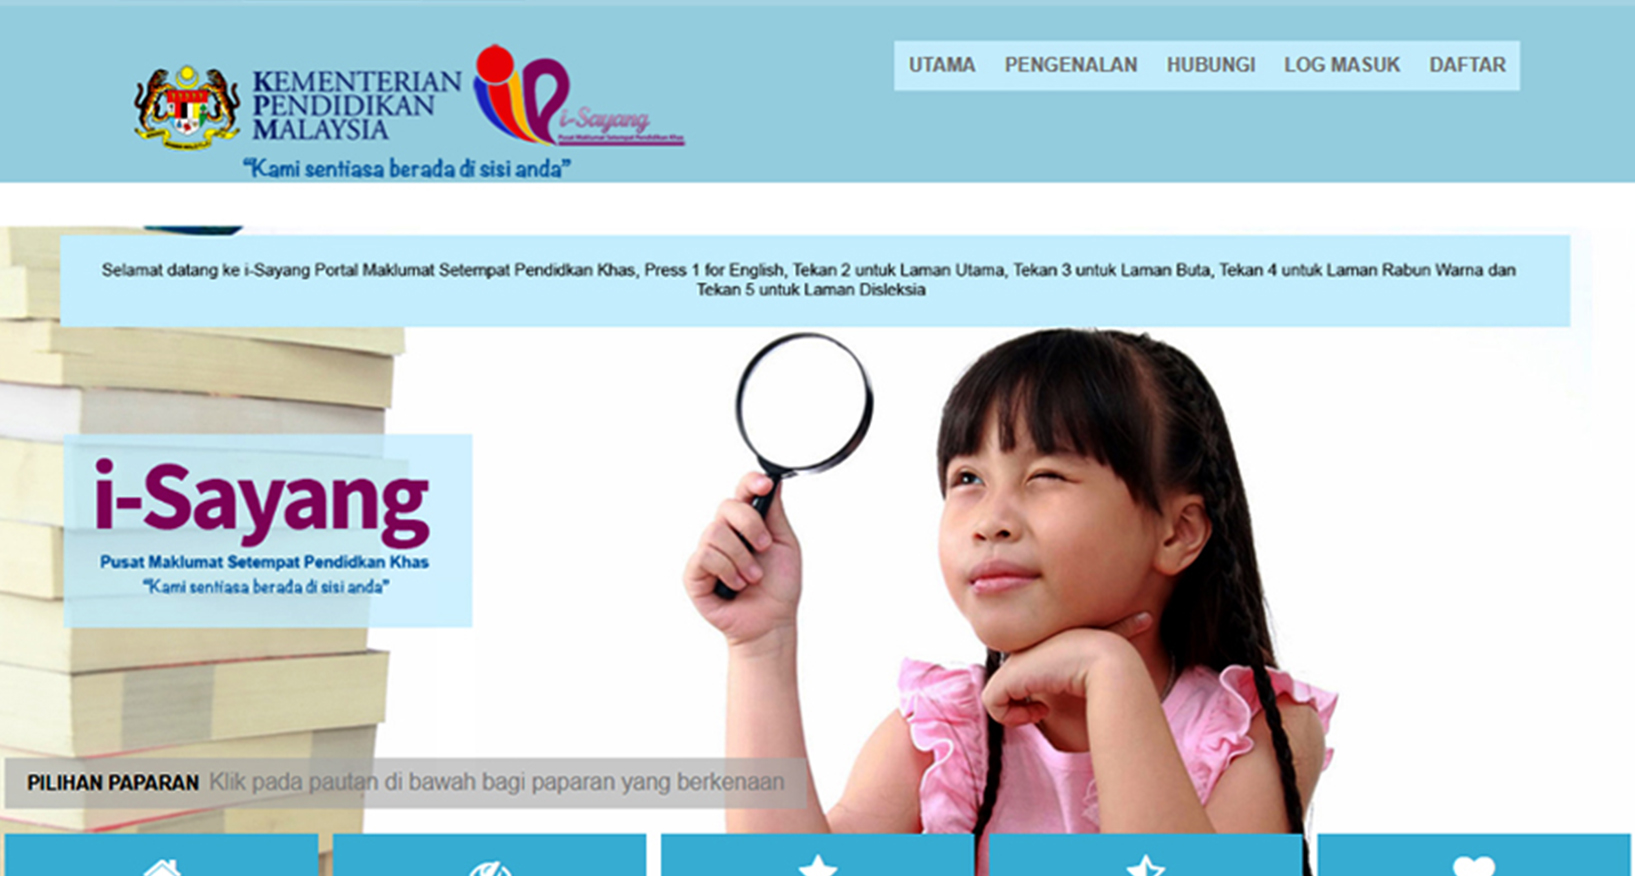 KEMENTERIAN
PENDIDIKAN
MALAYSIA
i-Sayang
Pusat Maklumat Setempat Pendidikan Khas
"Kami sentiasa berada di sisi anda"
UTAMA PENGENALAN HUBUNGI LOG MASUK DAFTAR
Selamat datang ke i-Sayang Portal Maklumat Setempat Pendidkan Khas, Press 1 for English, Tekan 2 untuk Laman Utama, Tekan 3 untuk Laman Buta, Tekan 4 untuk Laman Rabun Warna dan
Tekan 5 untuk Laman Disleksia
i-Sayang
Pusat Maklumat Setempat Pendidkan Khas
"Kami sentiasa berada di sisi anda"
PILIHAN PAPARAN Klik pada pautan di bawah bagi paparan yang berkenaan